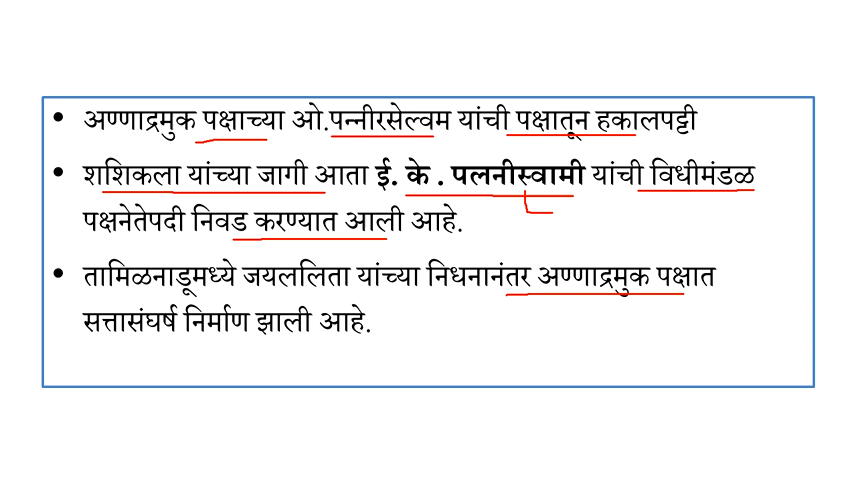 • अण्णाद्रमुक पक्षाच्या ओ.पन्नीरसेल्वम यांची पक्षातून हकालपट्टी
• शशिकला यांच्या जागी आता ई. के . पलनीस्वामी यांची विधीमंडळ
पक्षनेतेपदी निवड करण्यात आली आहे.
• तामिळनाडूमध्ये जयललिता यांच्या निधनानंतर अण्णाद्रमुक पक्षात
सत्तासंघर्ष निर्माण झाली आहे.